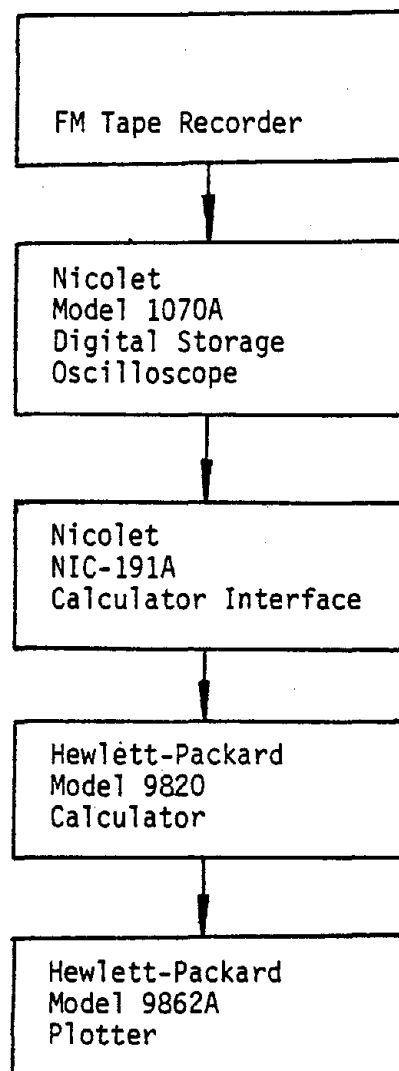 FM Tape Recorder
Nicolet
Model 1070A
Digital Storage
Oscilloscope
Nicolet
NIC-191A
Calculator Interface
Hewlett-Packard
Model 9820
Calculator
Hewlett-Packard
Model 9862A
Plotter